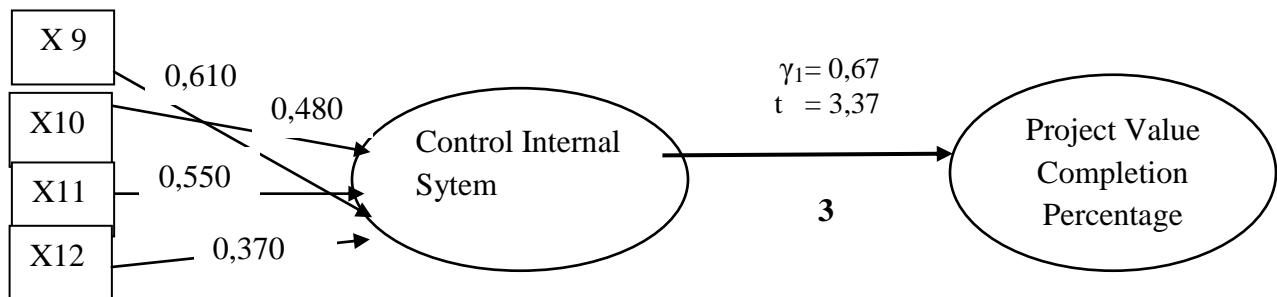 X 9
0,610
X10
0,480
X11
0,550
X12
0,370
Control Internal
Sytem
γ₁= 0,67
t = 3,37
3
Project Value
Completion
Percentage